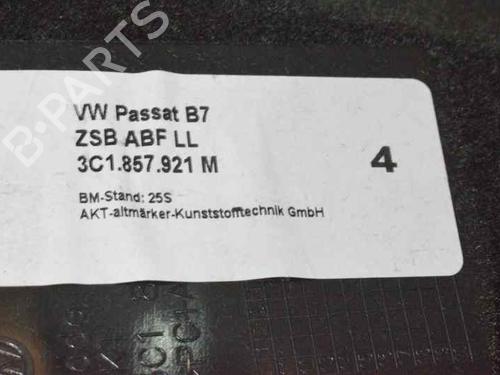 B-PARTS
VW Passat B7
ZSB ABF LL
3C1.857.921 M
4
BM-Stand: 25S
AKT-altmärker-Kunststofftechnik GmbH